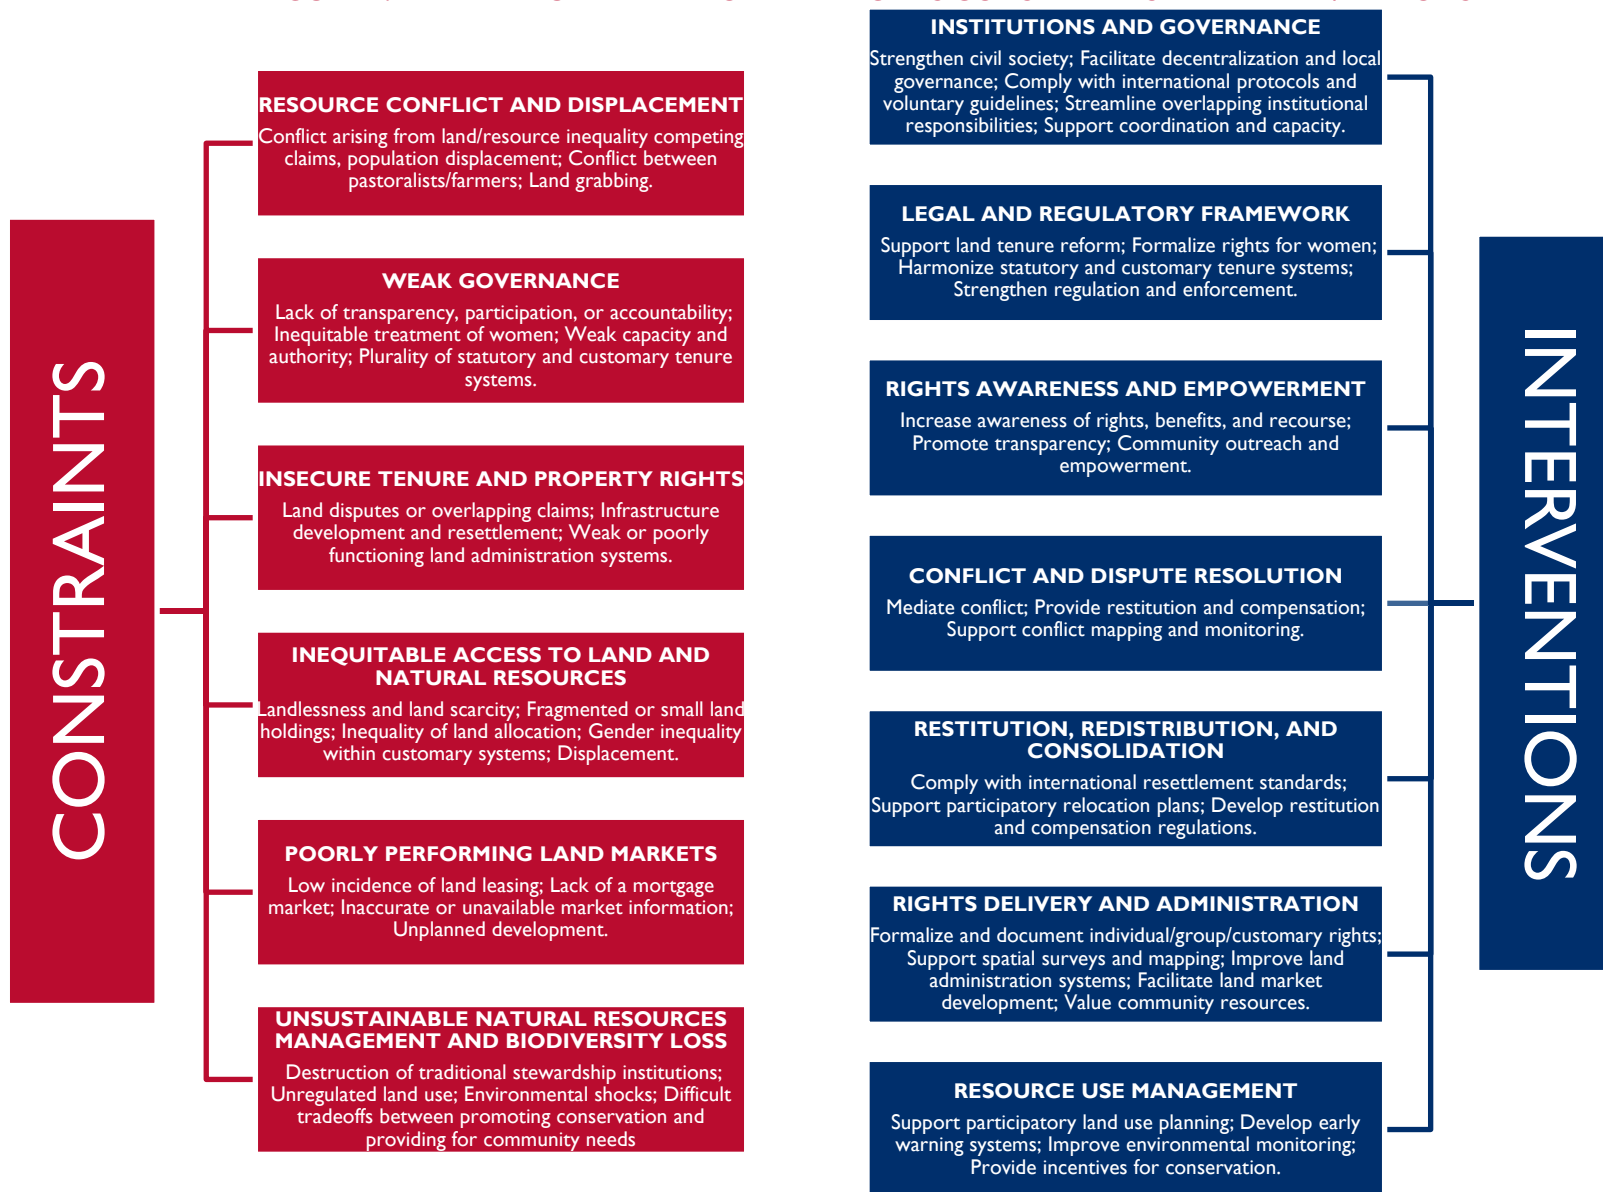 CONSTRAINTS
RESOURCE CONFLICT AND DISPLACEMENT
Conflict arising from land/resource inequality competing
claims, population displacement; Conflict between
pastoralists/farmers; Land grabbing.
WEAK GOVERNANCE
Lack of transparency, participation, or accountability;
Inequitable treatment of women; Weak capacity and
authority; Plurality of statutory and customary tenure
systems.
INSECURE TENURE AND PROPERTY RIGHTS
Land disputes or overlapping claims; Infrastructure
development and resettlement; Weak or poorly
functioning land administration systems.
INEQUITABLE ACCESS TO LAND AND
NATURAL RESOURCES
Landlessness and land scarcity; Fragmented or small land
holdings; Inequality of land allocation; Gender inequality
within customary systems; Displacement.
POORLY PERFORMING LAND MARKETS
Low incidence of land leasing; Lack of a mortgage
market; Inaccurate or unavailable market information;
Unplanned development.
UNSUSTAINABLE NATURAL RESOURCES
MANAGEMENT AND BIODIVERSITY LOSS
Destruction of traditional stewardship institutions;
Unregulated land use; Environmental shocks; Difficult
tradeoffs between promoting conservation and
providing for community needs
INSTITUTIONS AND GOVERNANCE
Strengthen civil society; Facilitate decentralization and local
governance; Comply with international protocols and
voluntary guidelines; Streamline overlapping institutional
responsibilities; Support coordination and capacity.
LEGAL AND REGULATORY FRAMEWORK
Support land tenure reform; Formalize rights for women;
Harmonize statutory and customary tenure systems;
Strengthen regulation and enforcement.
RIGHTS AWARENESS AND EMPOWERMENT
Increase awareness of rights, benefits, and recourse;
Promote transparency; Community outreach and
empowerment.
CONFLICT AND DISPUTE RESOLUTION
Mediate conflict; Provide restitution and compensation;
Support conflict mapping and monitoring.
RESTITUTION, REDISTRIBUTION, AND
CONSOLIDATION
Comply with international resettlement standards;
Support participatory relocation plans; Develop restitution
and compensation regulations.
RIGHTS DELIVERY AND ADMINISTRATION
Formalize and document individual/group/customary rights;
Support spatial surveys and mapping; Improve land
administration systems; Facilitate land market
development; Value community resources.
RESOURCE USE MANAGEMENT
Support participatory land use planning; Develop early
warning systems; Improve environmental monitoring;
Provide incentives for conservation.
INTERVENTIONS